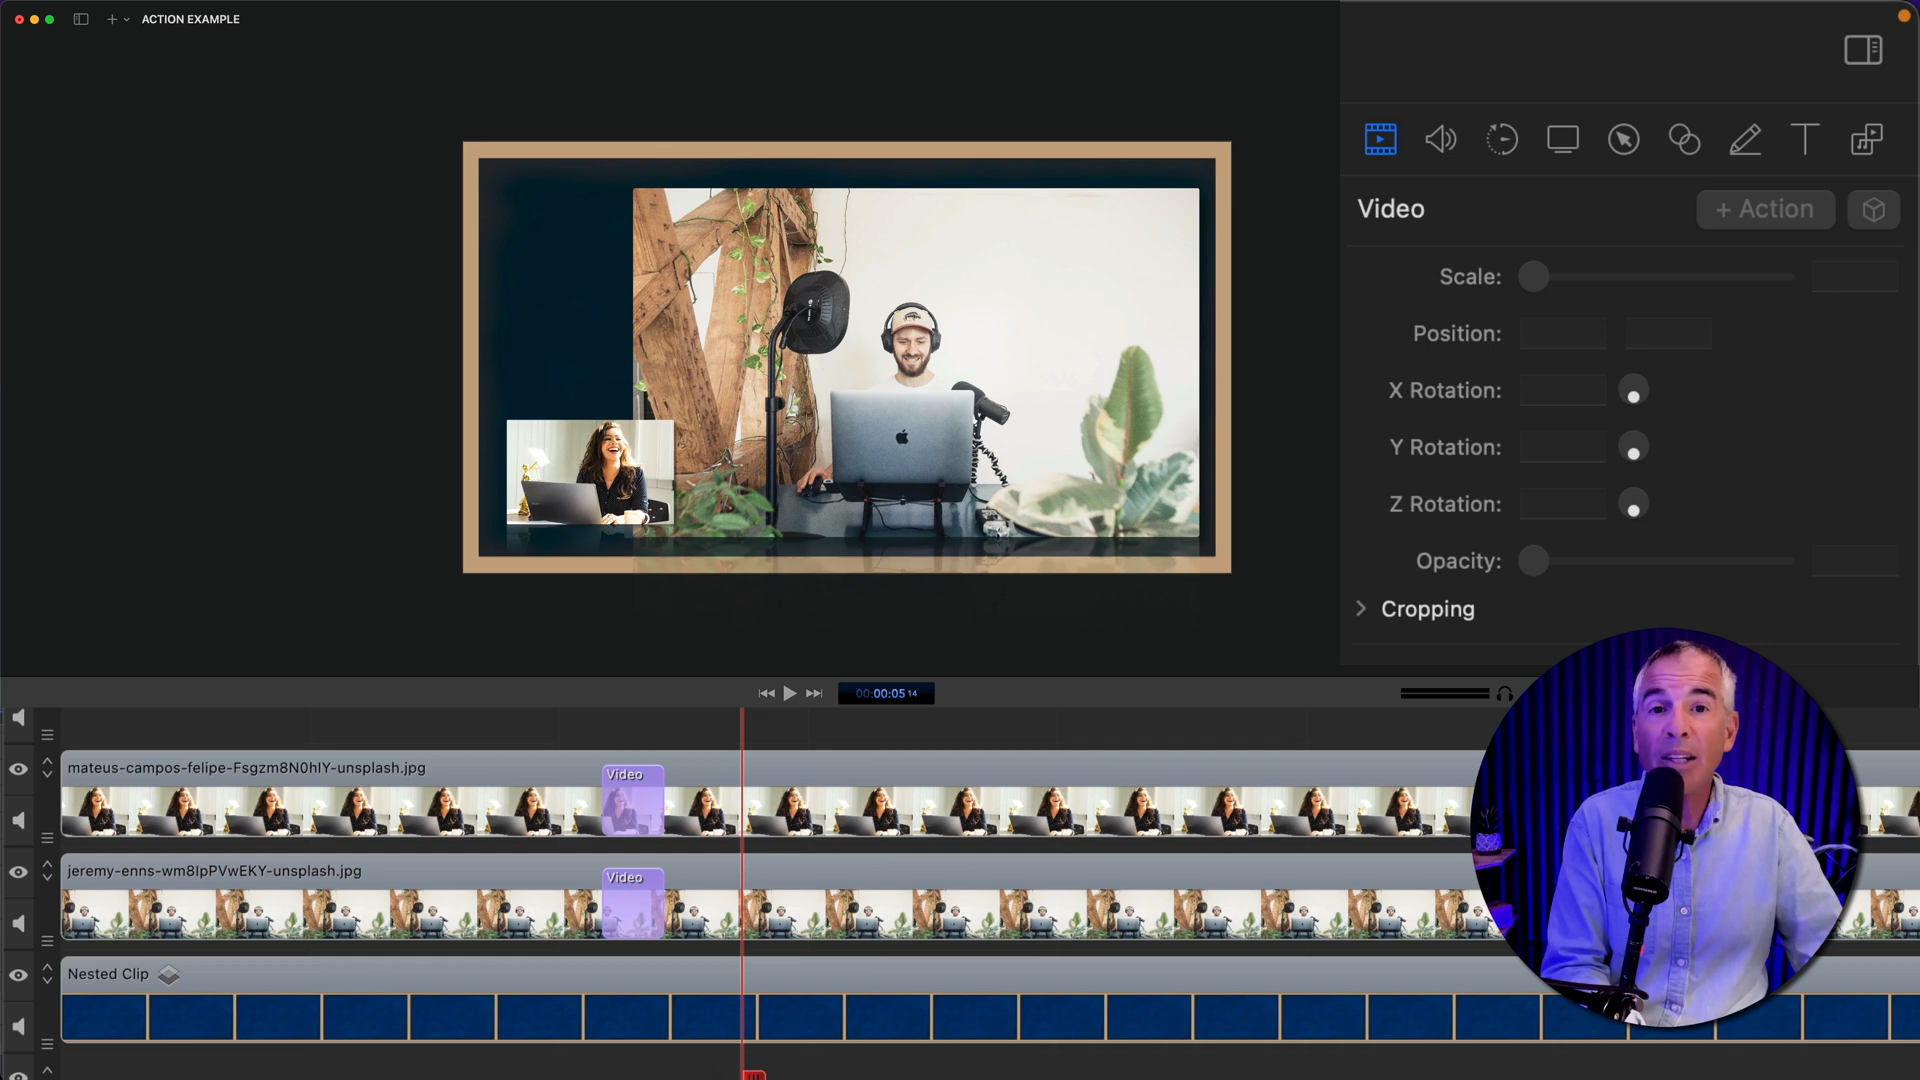 ACTION EXAMPLE
Video
+ Action
Scale:
Position:
X Rotation:
Y Rotation:
Z Rotation:
Opacity:
Cropping
00:00:05 14
mateus-campos-felipe-Fsgzm8N0hIY-unsplash.jpg
Video
jeremy-enns-wm8IpPVwEKY-unsplash.jpg
Video
Nested Clip